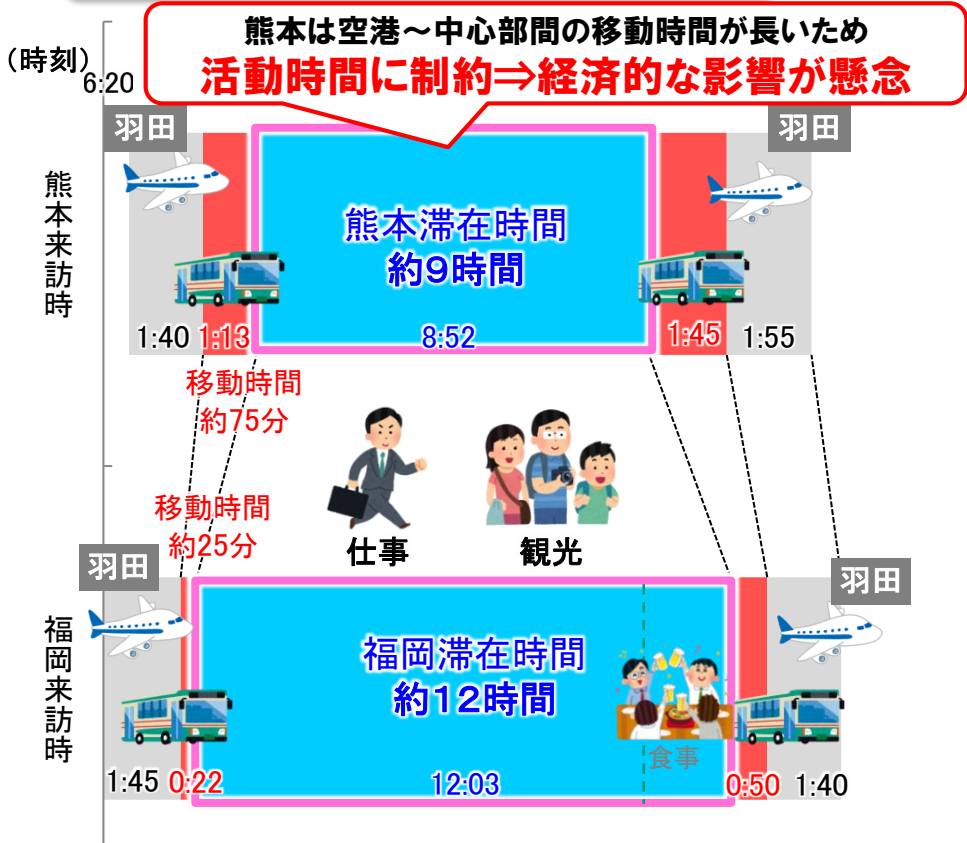 熊本は空港～中心部間の移動時間が長いため
活動時間に制約⇒経済的な影響が懸念
（時刻）
6:20
羽田
羽田
熊本来訪時
熊本滞在時間
約9時間
1:40
1:13
8:52
1:45
1:55
移動時間
約75分
移動時間
約25分
仕事
観光
羽田
羽田
福岡来訪時
福岡滞在時間
約12時間
食事
1:45
0:22
12:03
0:50
1:40